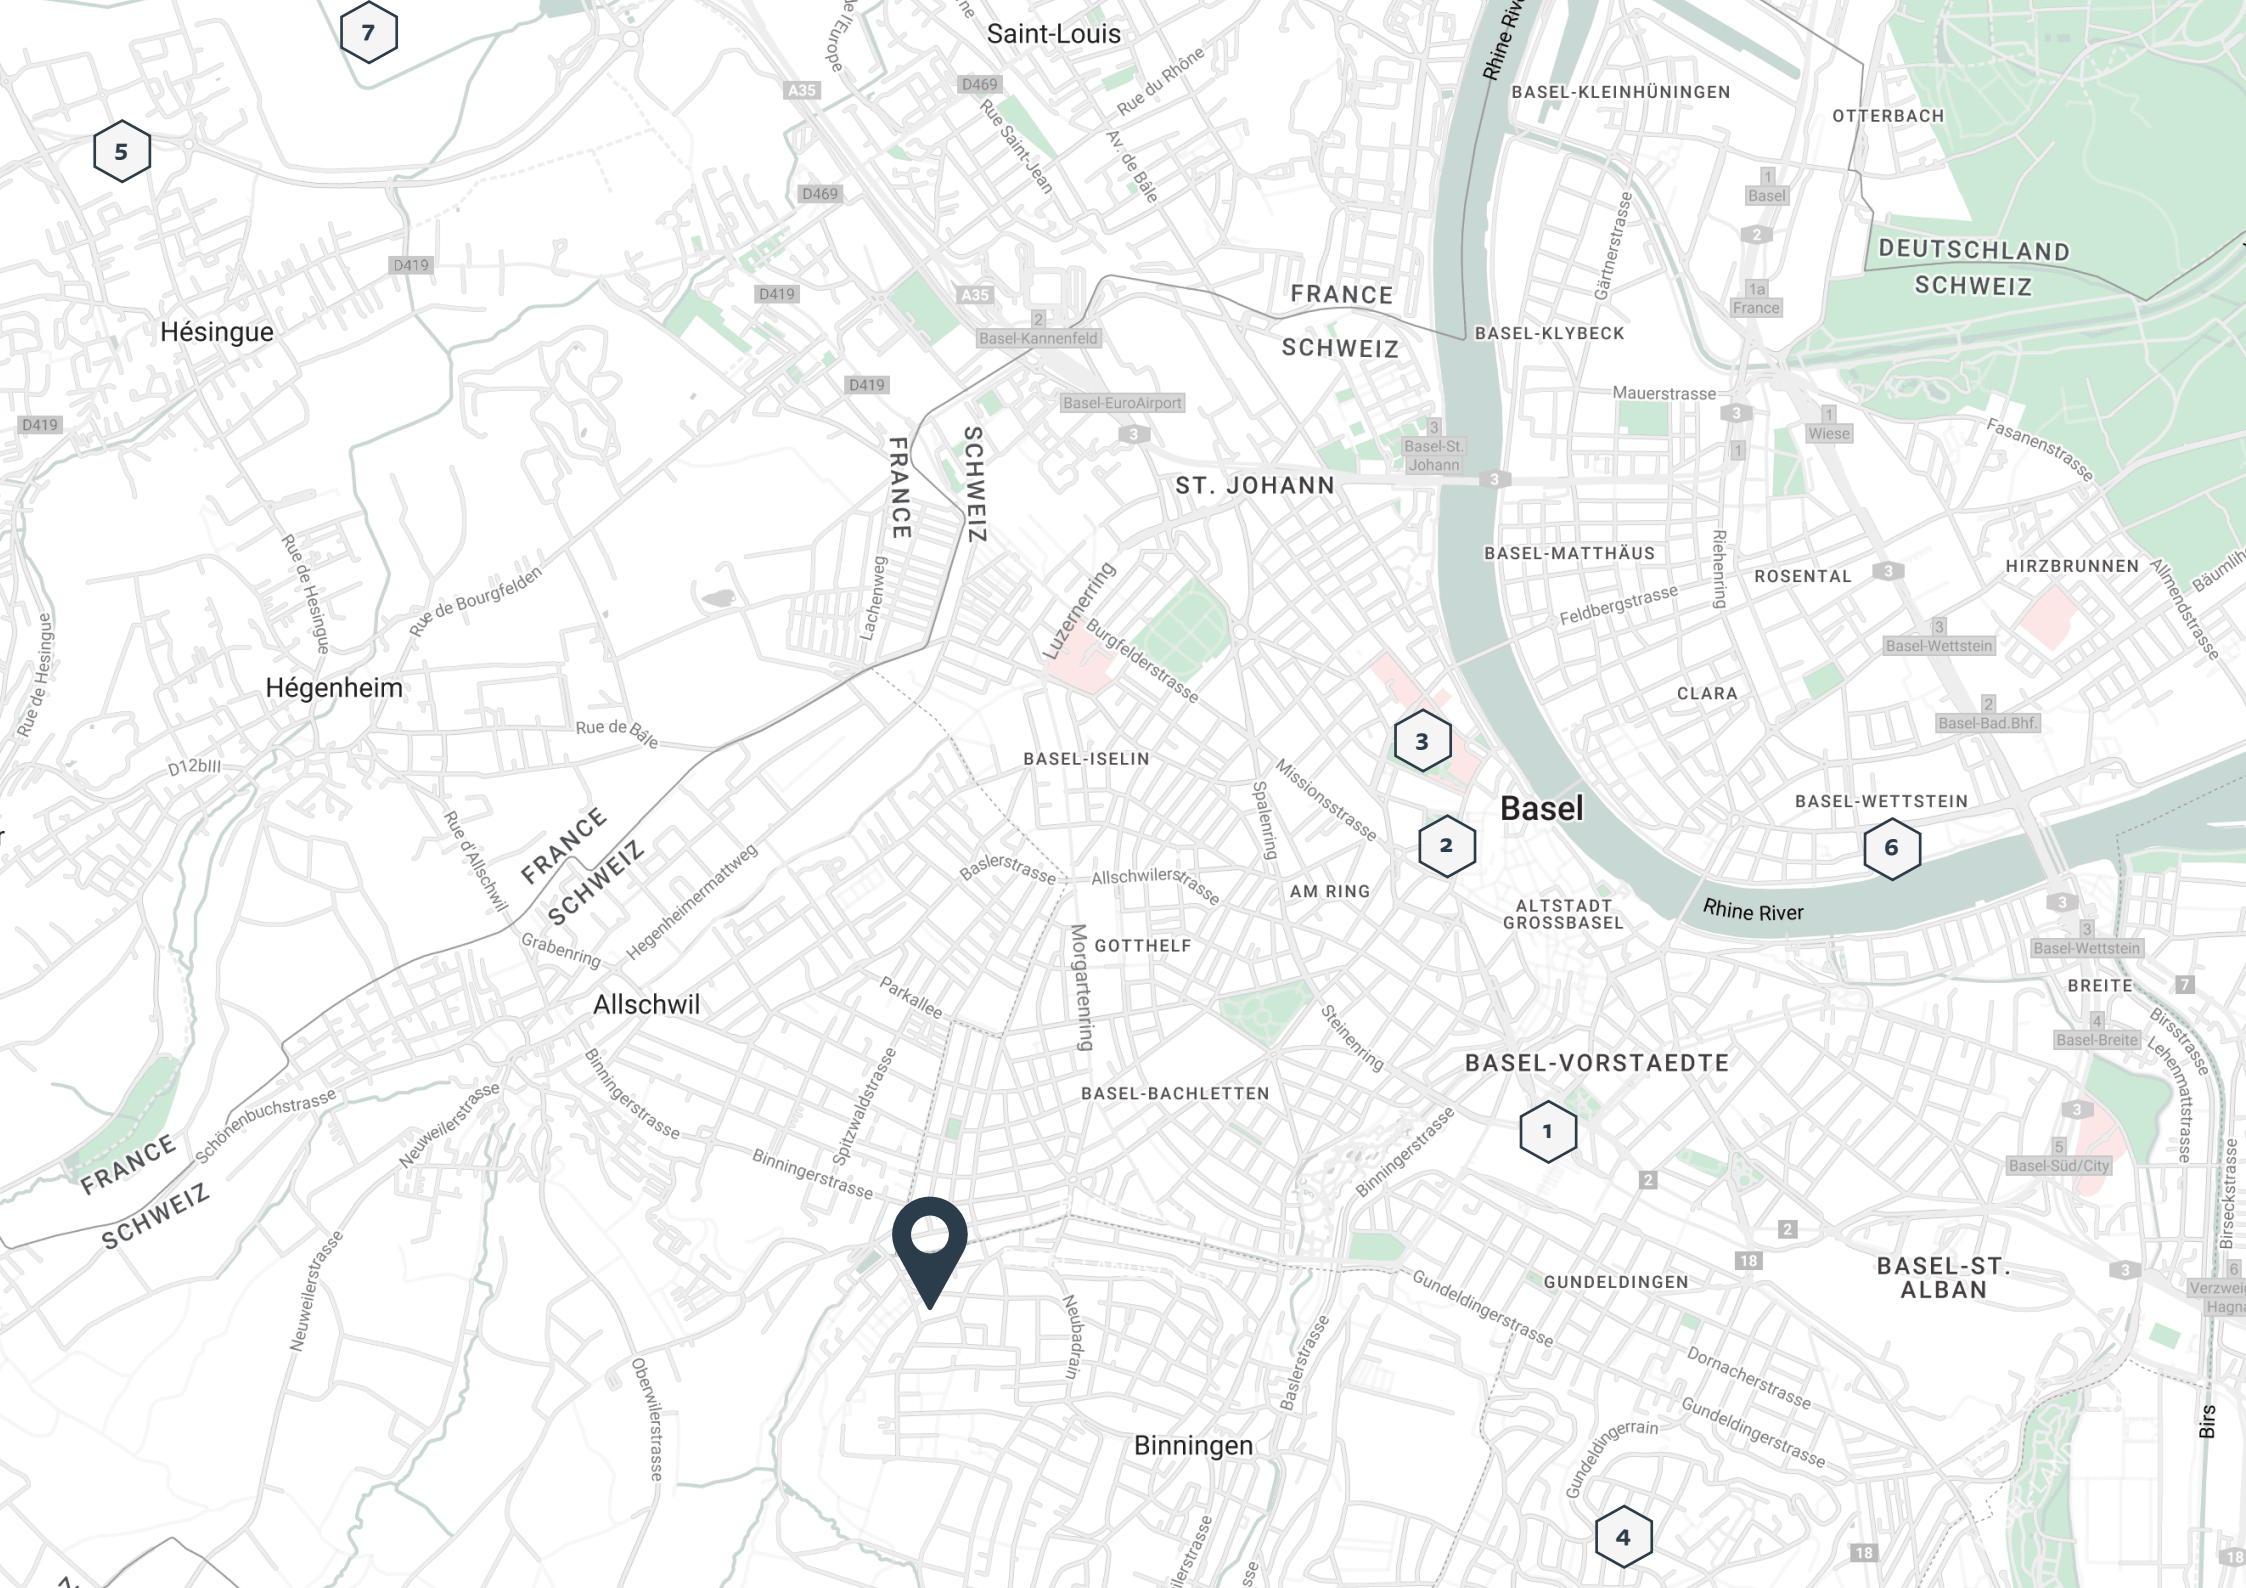 7
Saint-Louis
Rhine River
BASEL-KLEINHÜNINGEN
A35
D469
Rue du Rhône
OTTERBACH
Rue Saint-Jean
Av. de Bâle
5
D469
1
Basel
2
DEUTSCHLAND
SCHWEIZ
D419
D419
A35
FRANCE
Gärtnerstrasse
1a
France
Hésingue
2
Basel-Kannenfeld
SCHWEIZ
BASEL-KLYBECK
D419
Mauerstrasse
Basel-EuroAirport
3
3
1
Wiese
D419
3
Basel-St.
Johann
1
Fasanenstrasse
FRANCE
SCHWEIZ
ST. JOHANN
3
Rue de Hesingue
Rue de Bourgfelden
Lachenweg
Luzernerring
BASEL-MATTHÄUS
Riehenring
ROSENTAL
3
HIRZBRUNNEN
Allmendstrasse
Feldbergstrasse
Burgfelderstrasse
3
Basel-Wettstein
Rue de Hesingue
Hégenheim
CLARA
2
Basel-Bad.Bhf.
Rue de Bâle
3
D12bIII
BASEL-ISELIN
Missionsstrasse
Spalenring
Basel
BASEL-WETTSTEIN
Rue d'Allschwil
FRANCE
SCHWEIZ
Hegenheimermattweg
Baslerstrasse
Allschwilerstrasse
2
6
AM RING
ALTSTADT
GROSSBASEL
Rhine River
3
Grabenring
Morgartenring
GOTTHELF
3
Basel-Wettstein
BREITE
7
Allschwil
Parkallee
Steinenring
4
Basel-Breite
Birsstrasse
Lehenmattstrasse
Binningerstrasse
Spitzwaldstrasse
BASEL-VORSTAEDTE
BASEL-BACHLETTEN
Schönenbuchstrasse
Neuweilerstrasse
1
3
FRANCE
SCHWEIZ
Binningerstrasse
Binningerstrasse
2
5
Basel-Süd/City
Birseckstrasse
2
18
Neuweilerstrasse
Neubadrain
Baslerstrasse
Gundeldingerstrasse
GUNDELDINGEN
BASEL-ST.
ALBAN
3
6
Oberwilerstrasse
Dornacherstrasse
Gundeldingerstrasse
Gundeldingerrain
Birs
Binningen
4
18
18